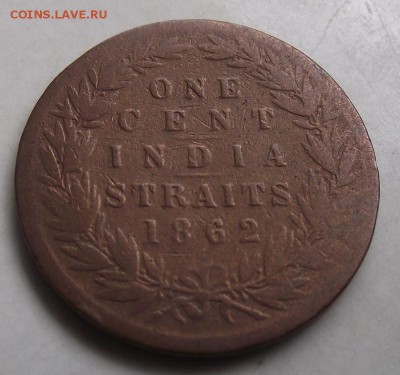 COINS.LAVE.RU
ONE
CENT
INDIA
STRAITS
1862